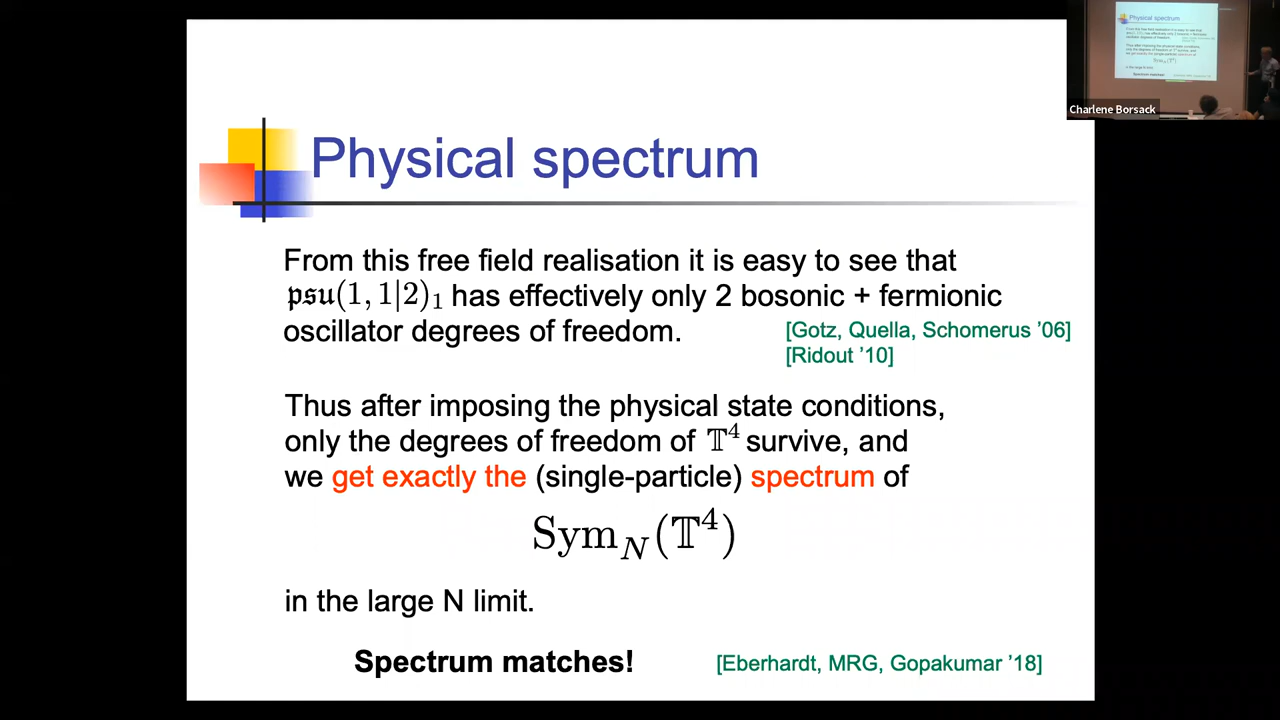 Physical spectrum
From this free field realisation it is easy to see that
𝔭𝔰𝔲(1, 1|2)₁ has effectively only 2 bosonic + fermionic
oscillator degrees of freedom.
[Gotz, Quella, Schomerus '06]
[Ridout '10]
Thus after imposing the physical state conditions,
only the degrees of freedom of 𝕋⁴ survive, and
we get exactly the (single-particle) spectrum of
Sym_N(𝕋⁴)
in the large N limit.
Spectrum matches!
[Eberhardt, MRG, Gopakumar '18]
Physical spectrum
Charlene Borsack